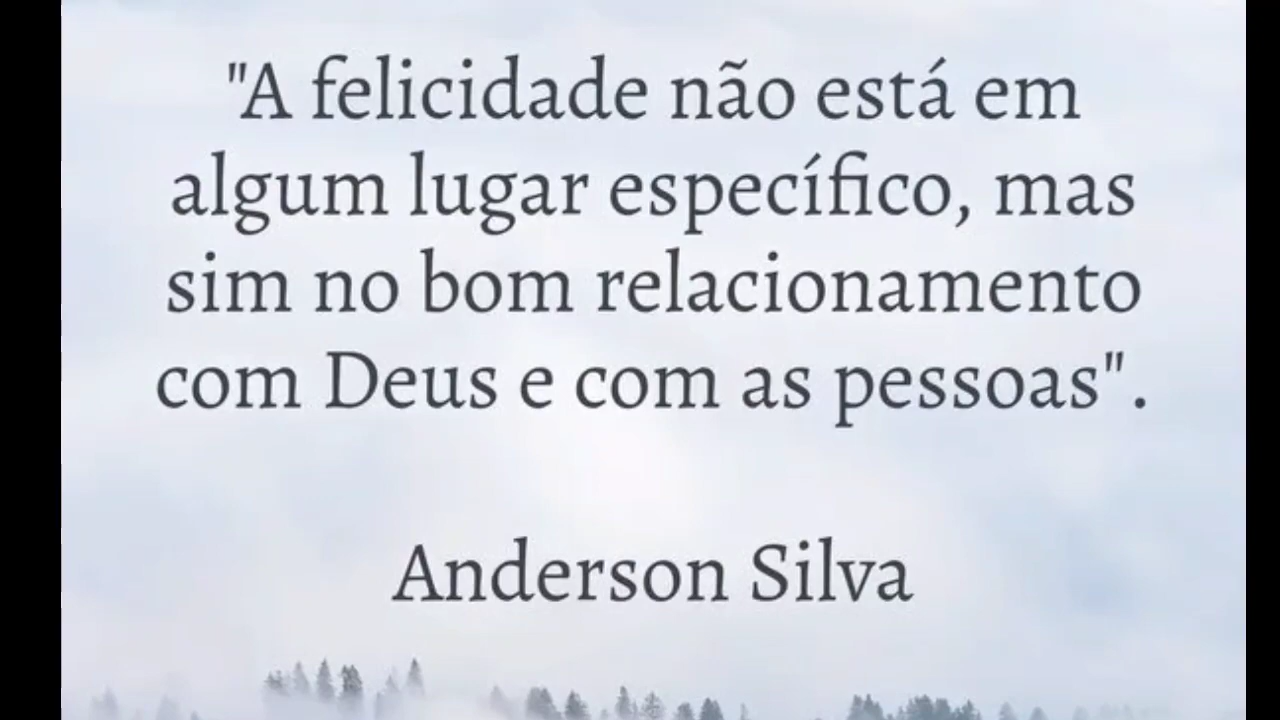 "A felicidade não está em
algum lugar específico, mas
sim no bom relacionamento
com Deus e com as pessoas".
Anderson Silva